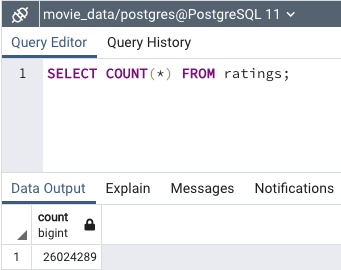 movie_data/postgres@PostgreSQL 11
Query Editor Query History
1 SELECT COUNT(*) FROM ratings;
Data Output Explain Messages Notifications
count
bigint
1 26024289